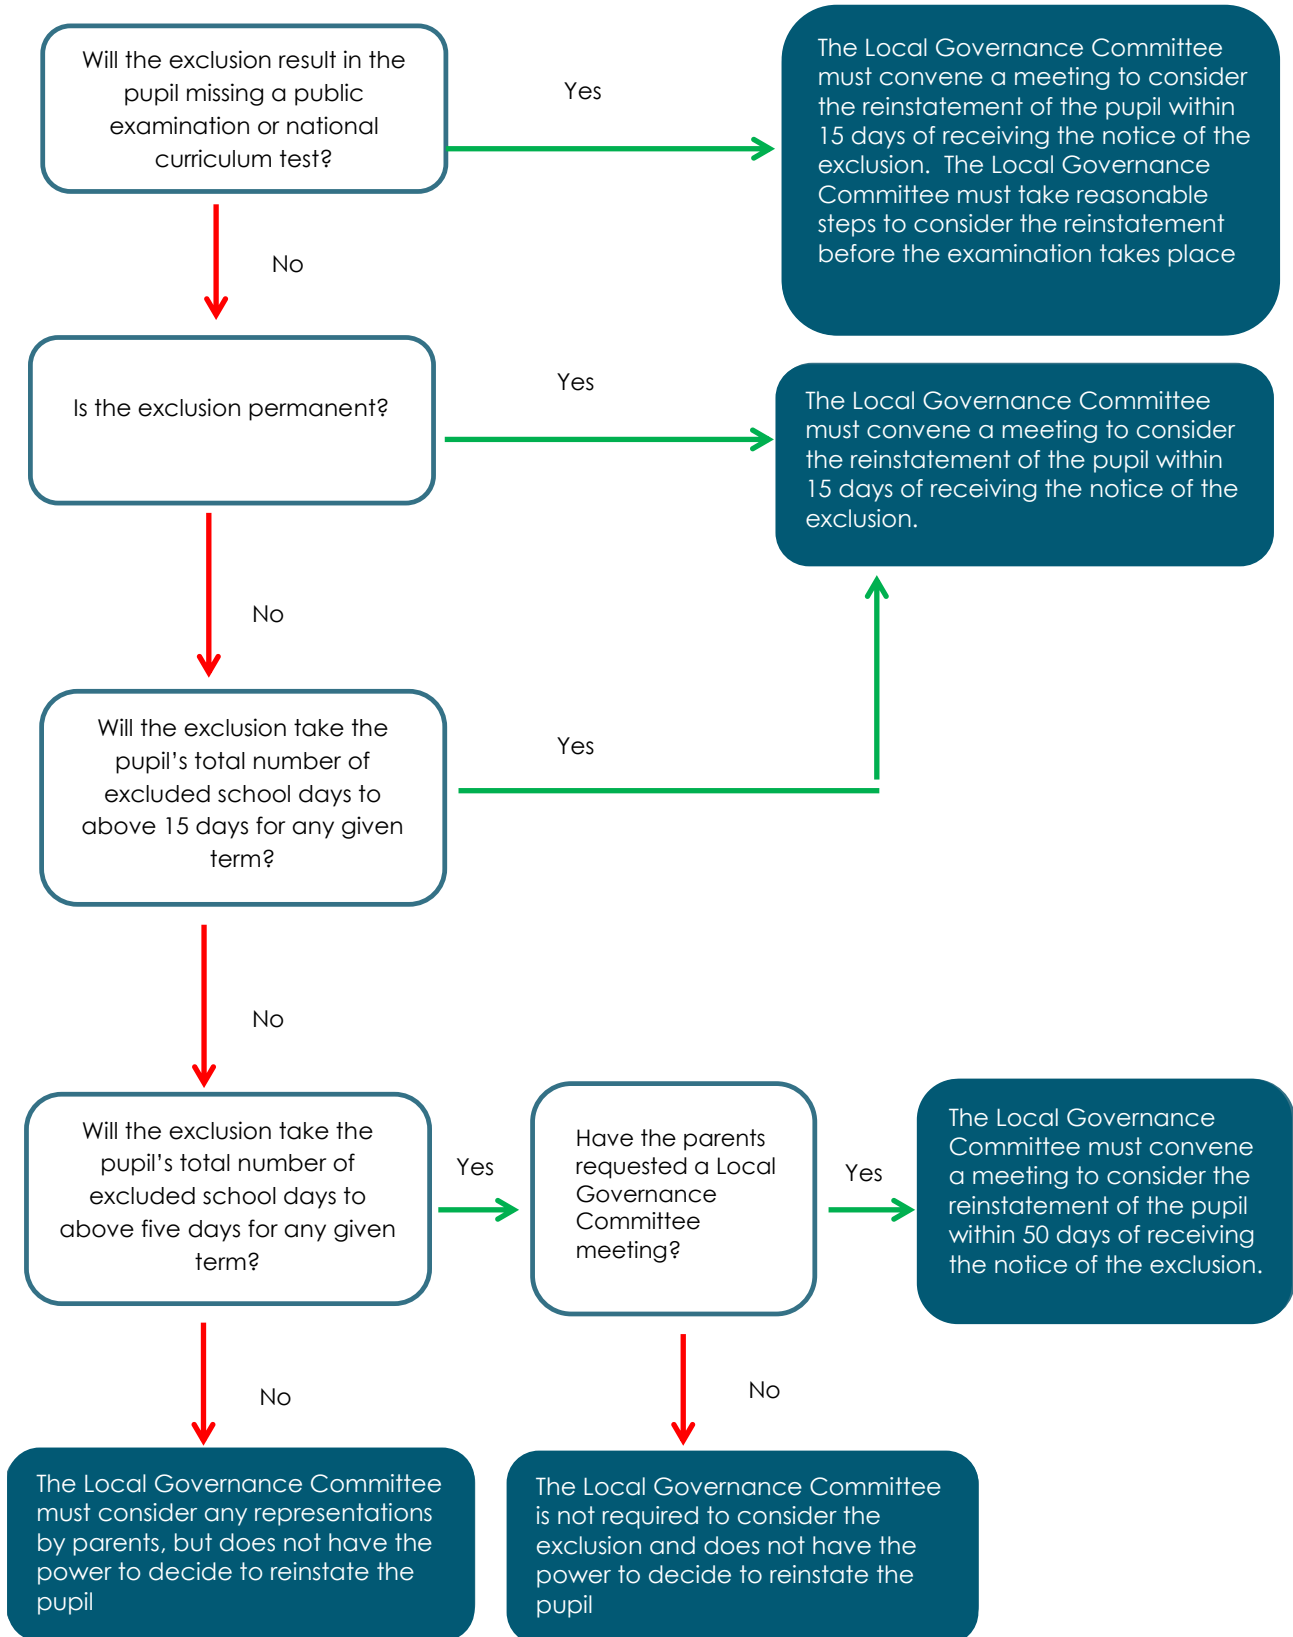 Will the exclusion result in the
pupil missing a public
examination or national
curriculum test?
Yes
The Local Governance Committee
must convene a meeting to consider
the reinstatement of the pupil within
15 days of receiving the notice of the
exclusion.  The Local Governance
Committee must take reasonable
steps to consider the reinstatement
before the examination takes place
No
Is the exclusion permanent?
Yes
The Local Governance Committee
must convene a meeting to consider
the reinstatement of the pupil within
15 days of receiving the notice of the
exclusion.
No
Will the exclusion take the
pupil’s total number of
excluded school days to
above 15 days for any given
term?
Yes
No
Will the exclusion take the
pupil’s total number of
excluded school days to
above five days for any given
term?
Yes
Have the parents
requested a Local
Governance
Committee
meeting?
Yes
The Local Governance
Committee must convene
a meeting to consider the
reinstatement of the pupil
within 50 days of receiving
the notice of the exclusion.
No
No
The Local Governance Committee
must consider any representations
by parents, but does not have the
power to decide to reinstate the
pupil
The Local Governance Committee
is not required to consider the
exclusion and does not have the
power to decide to reinstate the
pupil